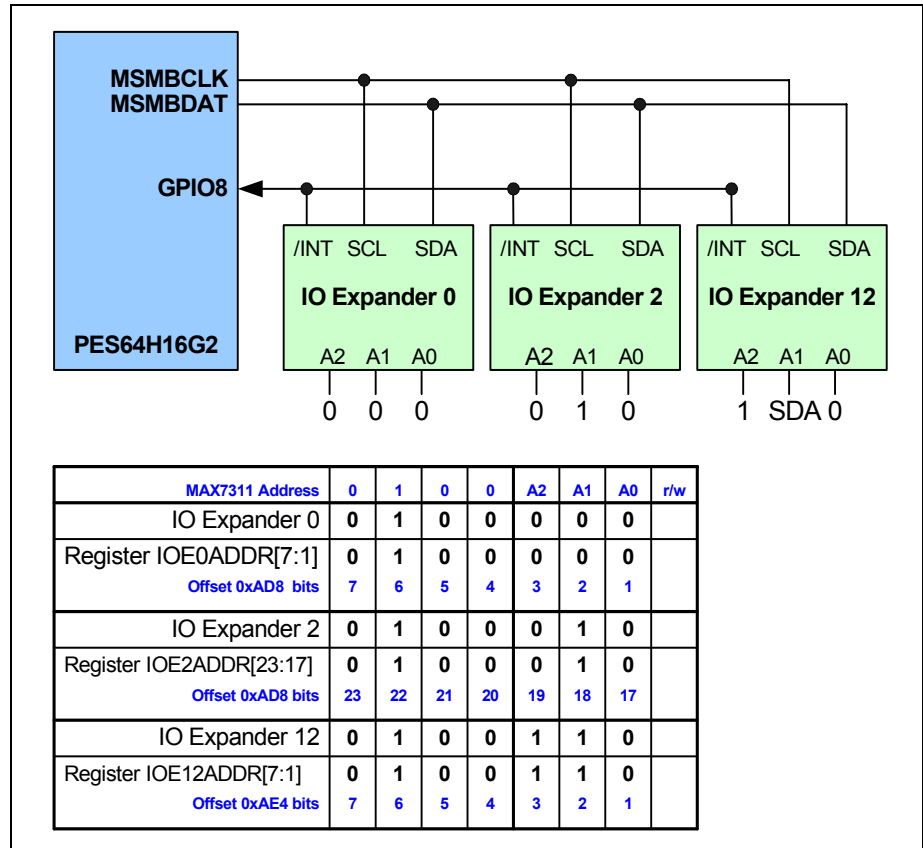 MSMBCLK
MSMBDAT
GPIO8
PES64H16G2
/INT SCL SDA
IO Expander 0
A2 A1 A0
0 0 0
/INT SCL SDA
IO Expander 2
A2 A1 A0
0 1 0
/INT SCL SDA
IO Expander 12
A2 A1 A0
1 SDA 0
MAX7311 Address 0 1 0 0 A2 A1 A0 r/w
IO Expander 0 0 1 0 0 0 0 0
Register IOE0ADDR[7:1] 0 1 0 0 0 0 0
Offset 0xAD8 bits 7 6 5 4 3 2 1
IO Expander 2 0 1 0 0 0 1 0
Register IOE2ADDR[23:17] 0 1 0 0 0 1 0
Offset 0xAD8 bits 23 22 21 20 19 18 17
IO Expander 12 0 1 0 0 1 1 0
Register IOE12ADDR[7:1] 0 1 0 0 1 1 0
Offset 0xAE4 bits 7 6 5 4 3 2 1